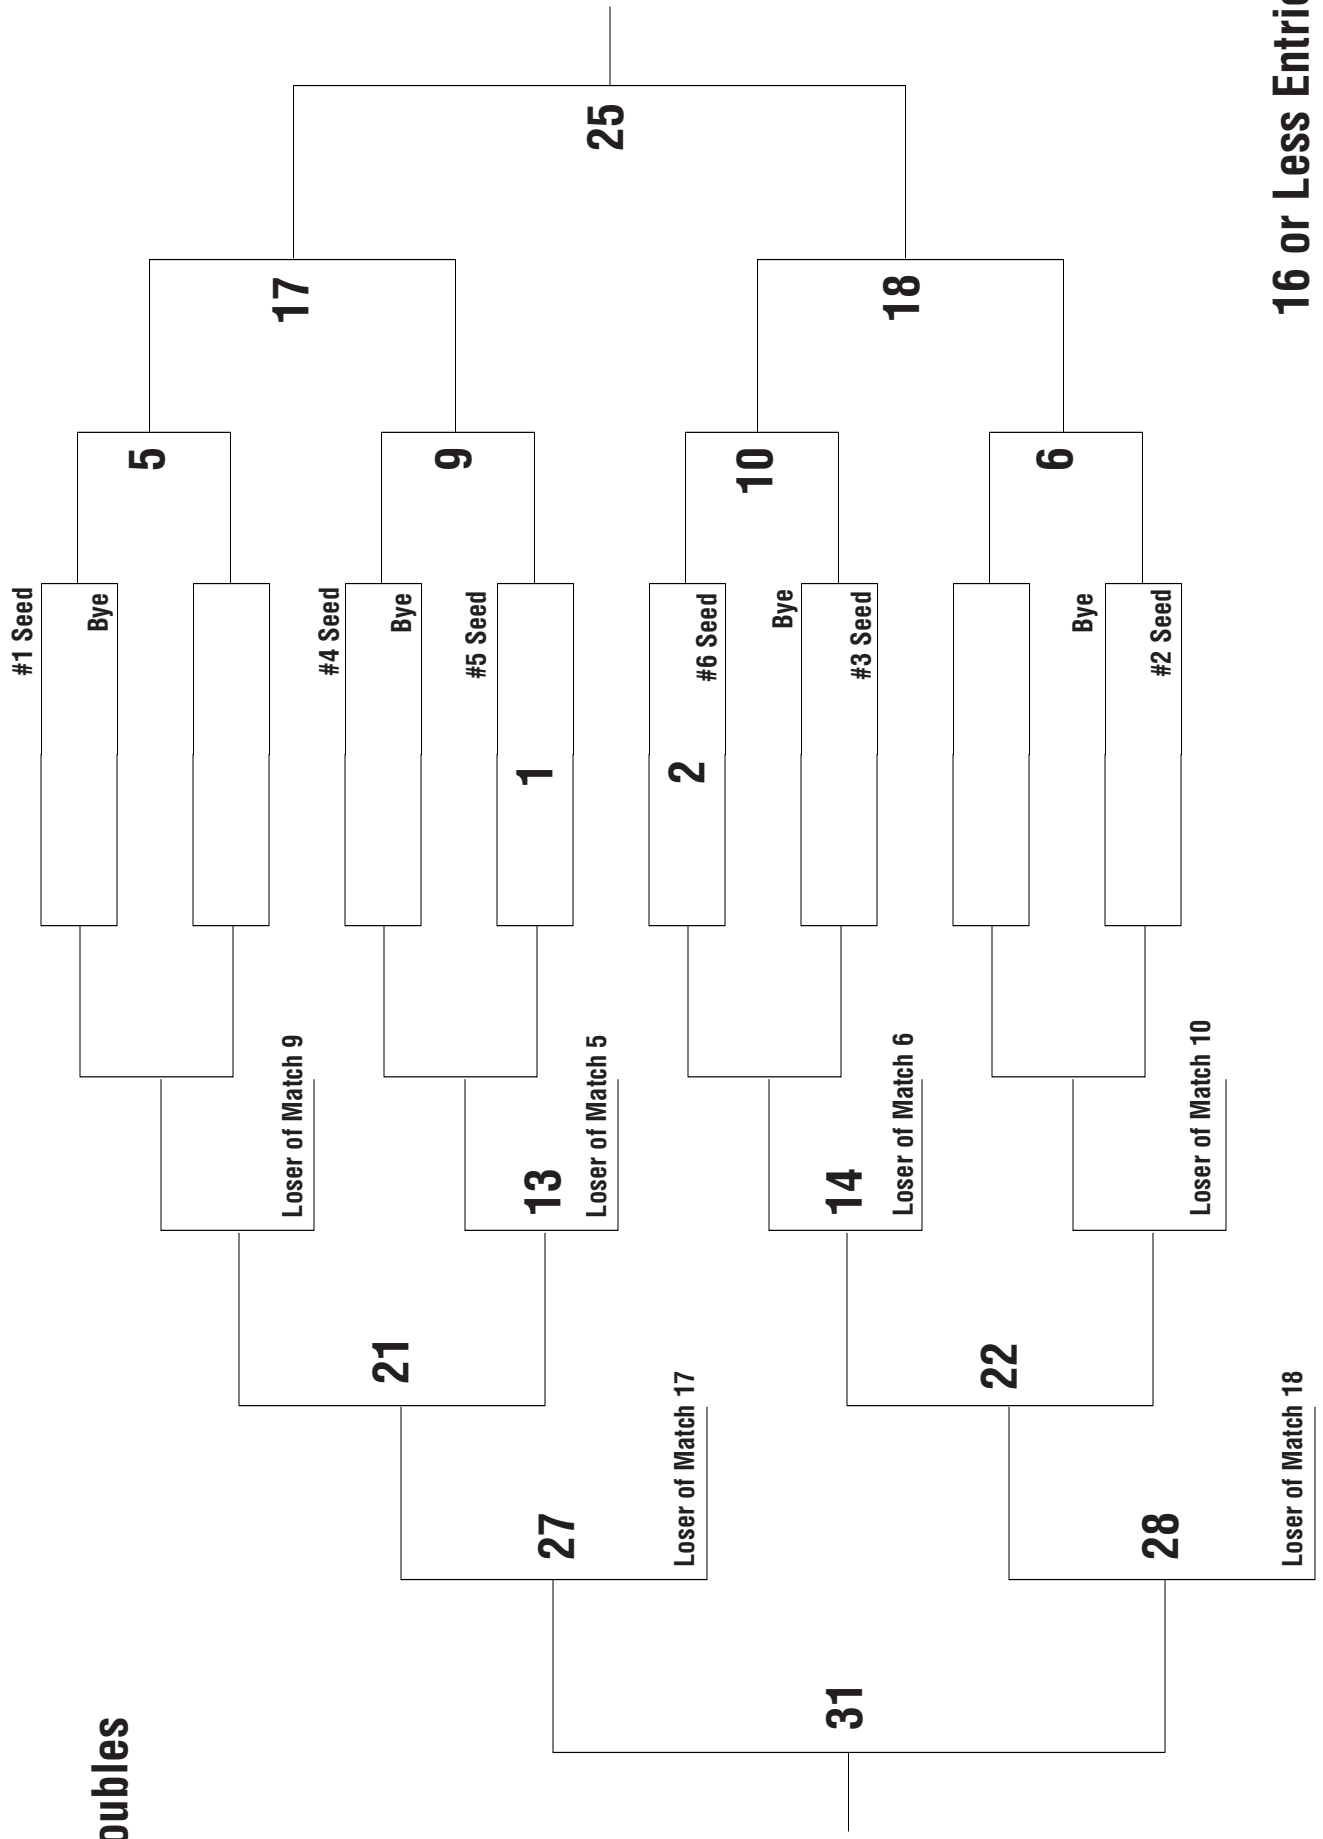 #1 Seed
Bye
oubles
5
Loser of Match 9
17
#4 Seed
21
Bye
9
#5 Seed
1
13
27
Loser of Match 5
25
Loser of Match 17
2
#6 Seed
10
Bye
31
14
#3 Seed
Loser of Match 6
18
22
6
Bye
28
#2 Seed
Loser of Match 10
Loser of Match 18
16 or Less Entrie